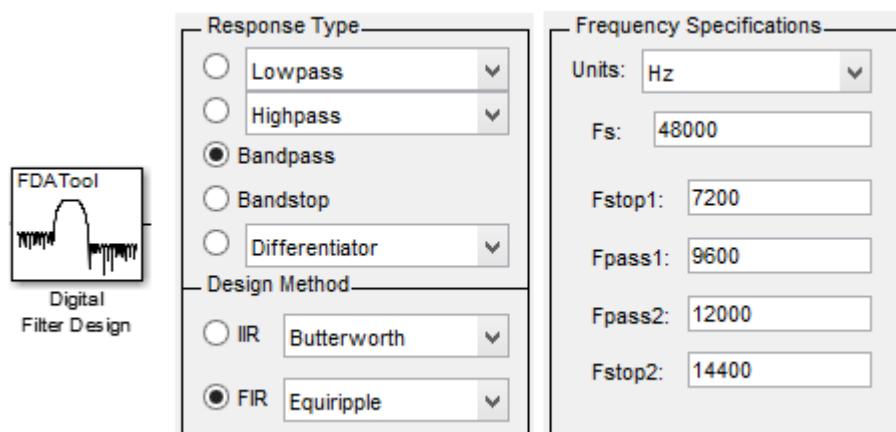 FDATool
Digital
Filter Design
Response Type
Lowpass
Highpass
Bandpass
Bandstop
Differentiator
Design Method
IIR Butterworth
FIR Equiripple
Frequency Specifications
Units: Hz
Fs: 48000
Fstop1: 7200
Fpass1: 9600
Fpass2: 12000
Fstop2: 14400